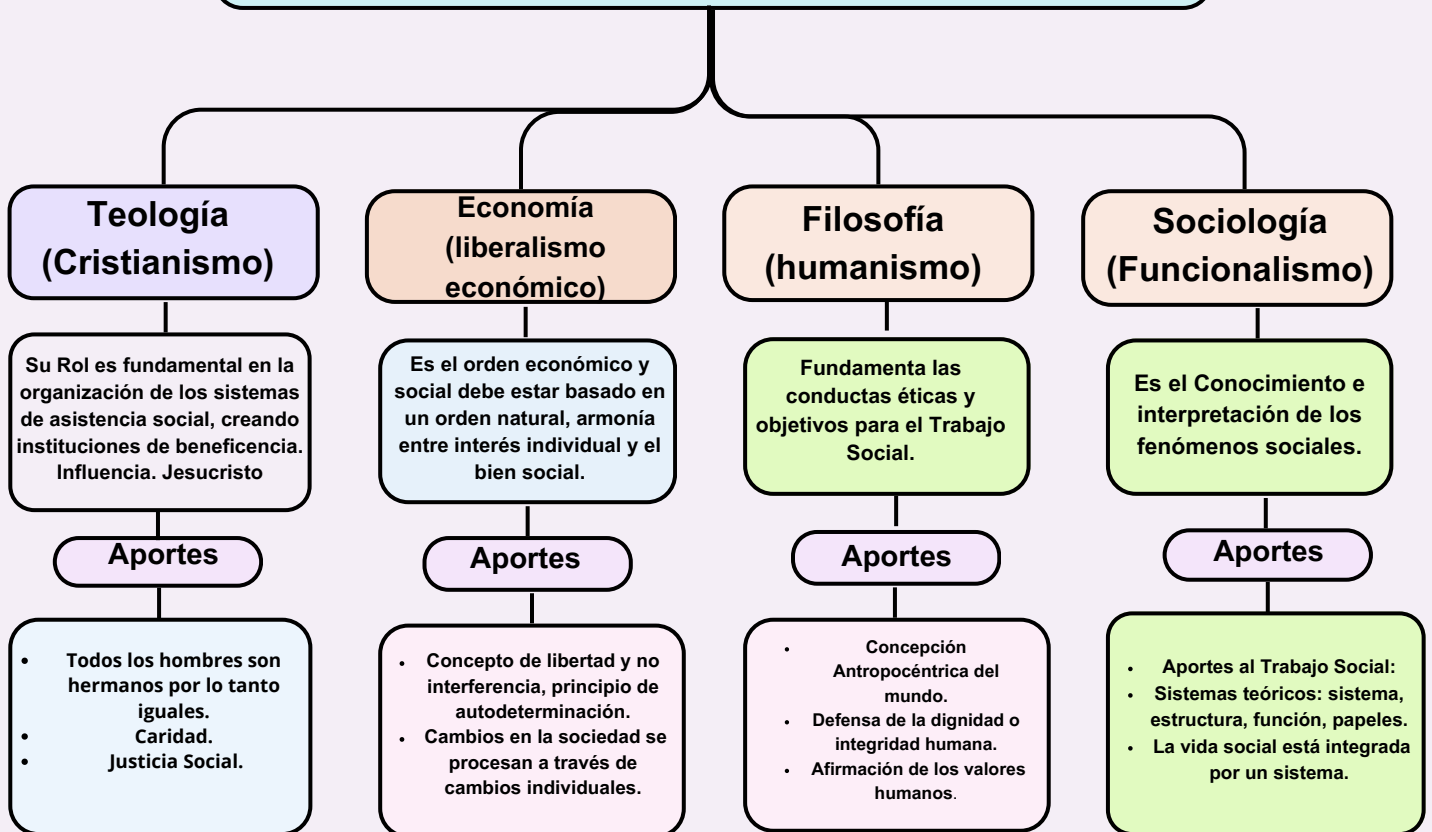 Teología
(Cristianismo)
Su Rol es fundamental en la
organización de los sistemas
de asistencia social, creando
instituciones de beneficencia.
Influencia. Jesucristo
Aportes
• Todos los hombres son
hermanos por lo tanto
iguales.
• Caridad.
• Justicia Social.
Economía
(liberalismo
económico)
Es el orden económico y
social debe estar basado en
un orden natural, armonía
entre interés individual y el
bien social.
Aportes
• Concepto de libertad y no
interferencia, principio de
autodeterminación.
• Cambios en la sociedad se
procesan a través de
cambios individuales.
Filosofía
(humanismo)
Fundamenta las
conductas éticas y
objetivos para el Trabajo
Social.
Aportes
• Concepción
Antropocéntrica del
mundo.
• Defensa de la dignidad o
integridad humana.
• Afirmación de los valores
humanos.
Sociología
(Funcionalismo)
Es el Conocimiento e
interpretación de los
fenómenos sociales.
Aportes
• Aportes al Trabajo Social:
• Sistemas teóricos: sistema,
estructura, función, papeles.
• La vida social está integrada
por un sistema.